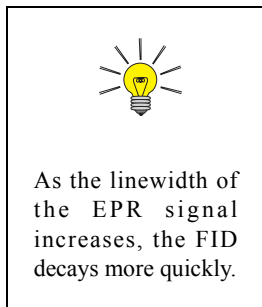 As the linewidth of
the EPR signal
increases, the FID
decays more quickly.